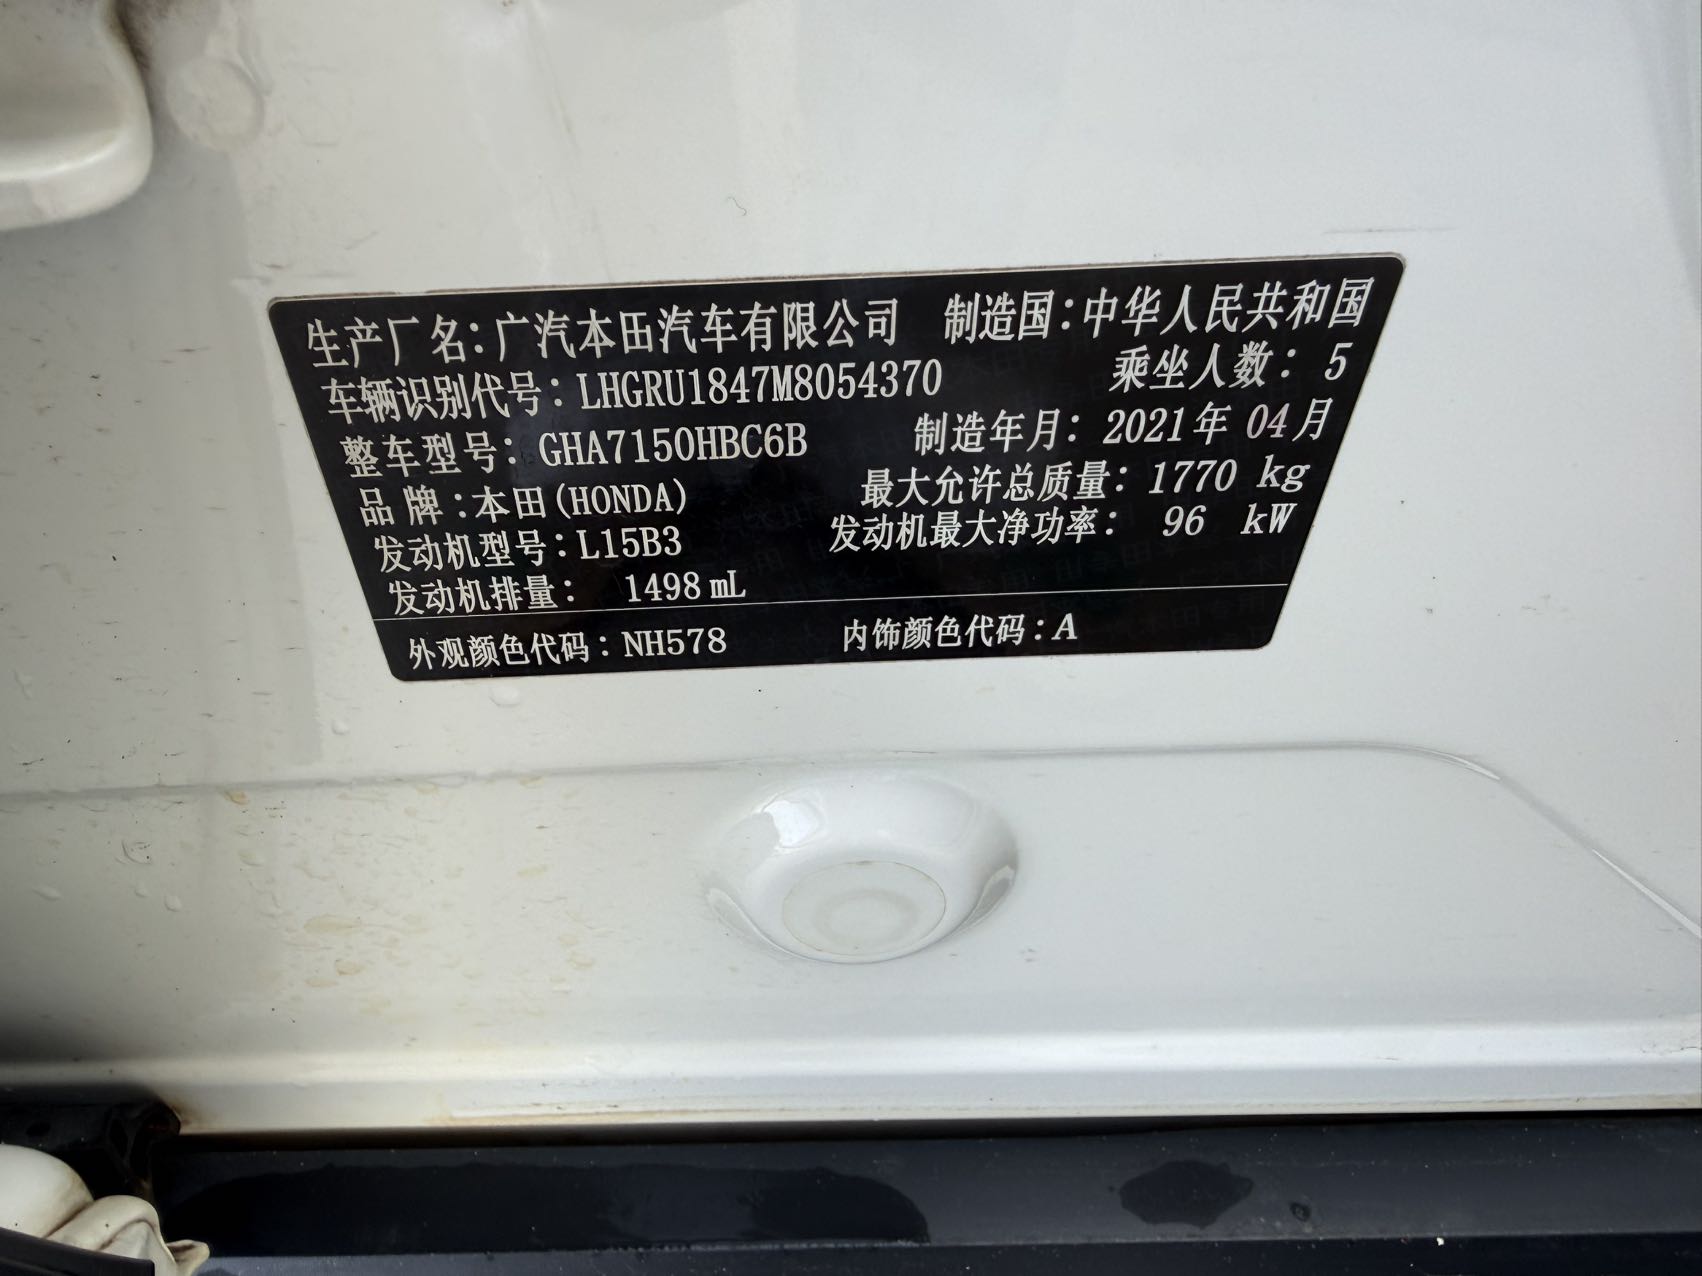 生产厂名：广汽本田汽车有限公司 制造国：中华人民共和国
车辆识别代号：LHGRU1847M8054370 乘坐人数：5
整车型号：GHA7150HBC6B 制造年月：2021年 04月
品牌：本田(HONDA) 最大允许总质量：1770 kg
发动机型号：L15B3 发动机最大净功率：96 kW
发动机排量：1498 mL
外观颜色代码：NH578 内饰颜色代码：A